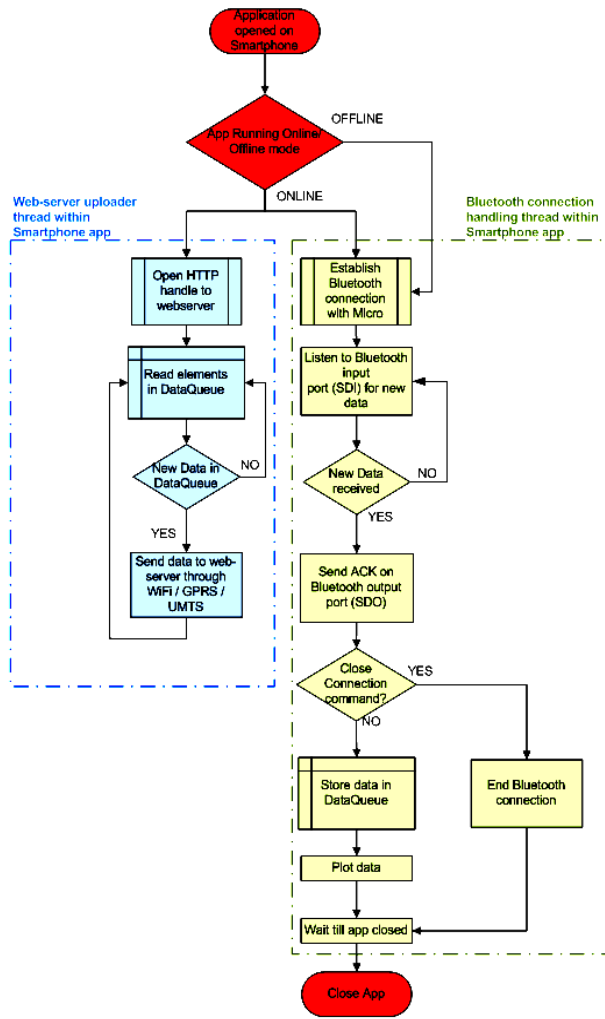 Application
opened on
Smartphone
OFFLINE
App Running Online/
Offline mode
ONLINE
Web-server uploader
thread within
Smartphone app
Bluetooth connection
handling thread within
Smartphone app
Open HTTP
handle to
webserver
Establish
Bluetooth
connection
with Micro
Read elements
in DataQueue
Listen to Bluetooth
input
port (SDI) for new
data
New Data in
DataQueue
NO
New Data
received
NO
YES
YES
Send data to web-
server through
WiFi / GPRS /
UMTS
Send ACK on
Bluetooth output
port (SDO)
Close
Connection
command?
YES
NO
Store data in
DataQueue
End Bluetooth
connection
Plot data
Wait till app closed
Close App